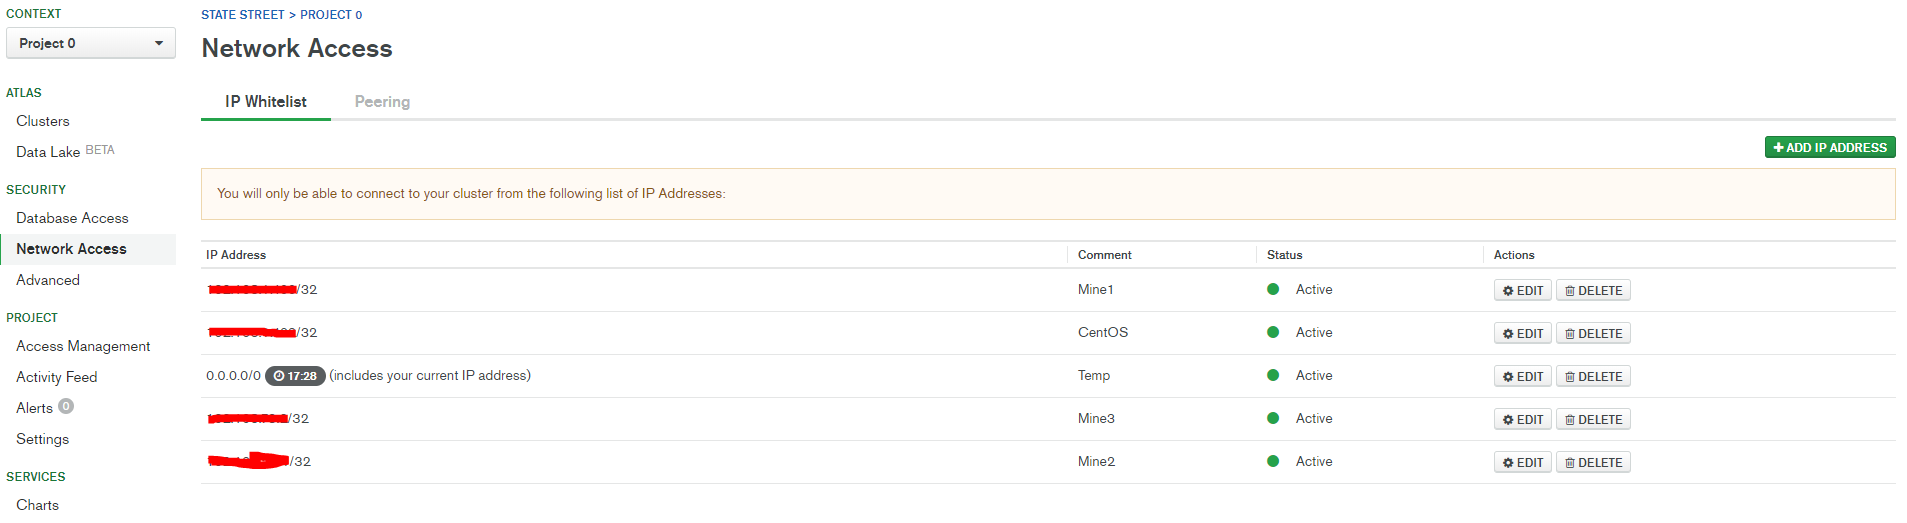 CONTEXT
Project 0
ATLAS
Clusters
Data Lake BETA
SECURITY
Database Access
Network Access
Advanced
PROJECT
Access Management
Activity Feed
Alerts 0
Settings
SERVICES
Charts
STATE STREET > PROJECT 0
Network Access
IP Whitelist Peering
ADD IP ADDRESS
You will only be able to connect to your cluster from the following list of IP Addresses:
IP Address Comment Status Actions
/32 Mine1 Active EDIT DELETE
/32 CentOS Active EDIT DELETE
0.0.0.0/0 17:28 (includes your current IP address) Temp Active EDIT DELETE
/32 Mine3 Active EDIT DELETE
/32 Mine2 Active EDIT DELETE